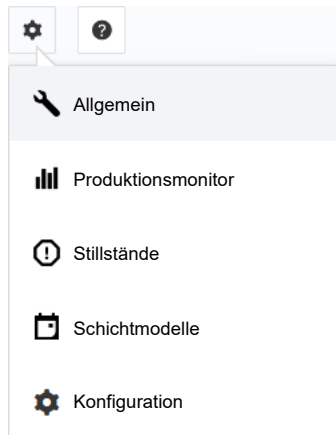 Allgemein
Produktionsmonitor
Stillstände
Schichtmodelle
Konfiguration